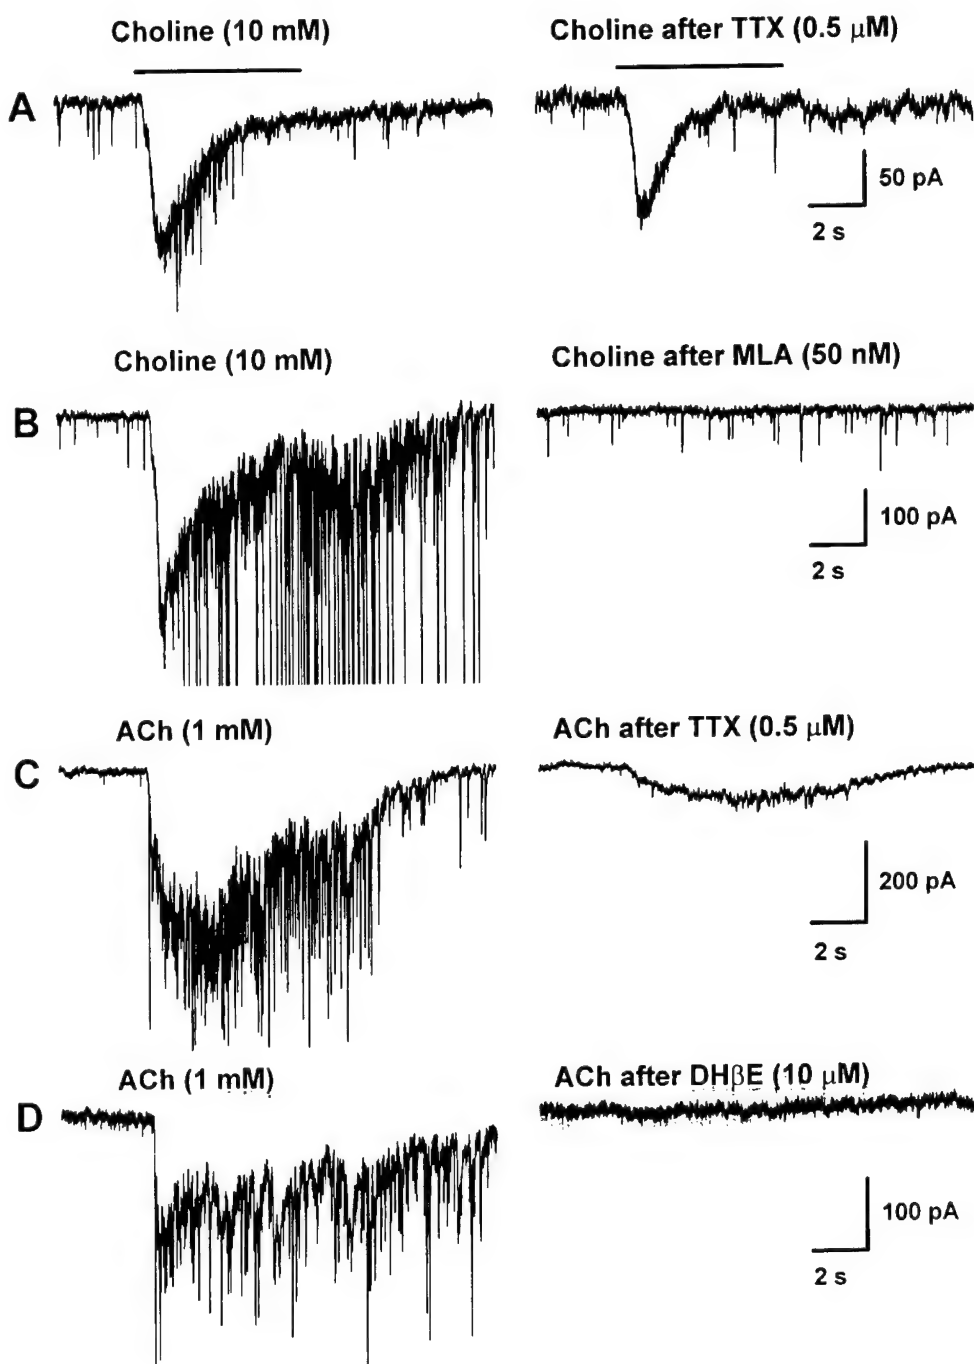 Choline (10 mM)
Choline after TTX (0.5 μM)
A
50 pA
2 s
Choline (10 mM)
Choline after MLA (50 nM)
B
100 pA
2 s
ACh (1 mM)
ACh after TTX (0.5 μM)
C
200 pA
2 s
ACh (1 mM)
ACh after DHβE (10 μM)
D
100 pA
2 s